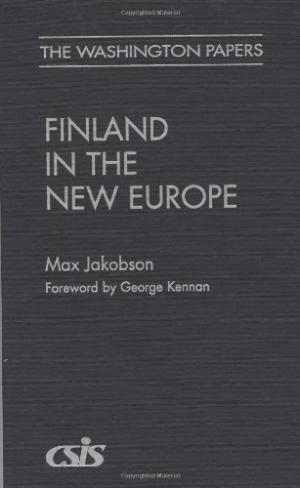 THE WASHINGTON PAPERS
FINLAND
IN THE
NEW EUROPE
Max Jakobson
Foreword by George Kennan
CSIS